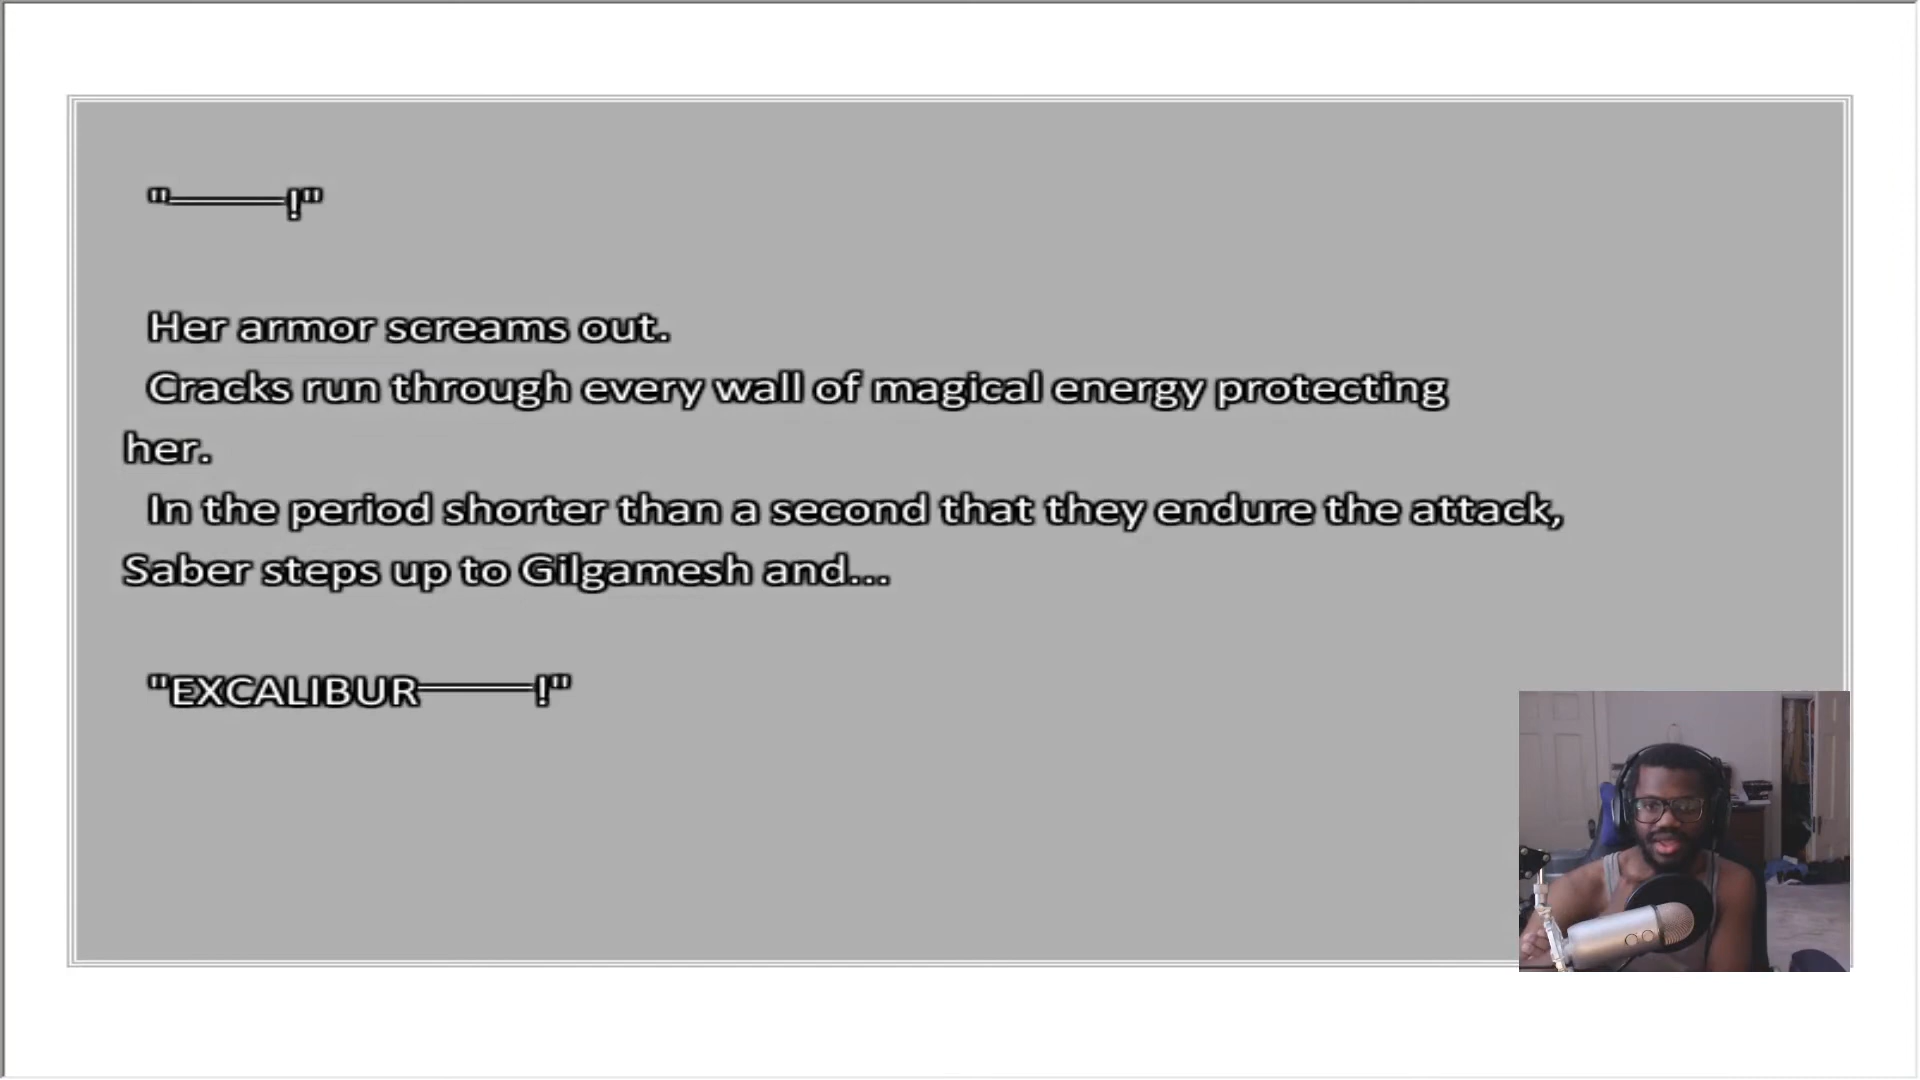 "─────!"
Her armor screams out.
Cracks run through every wall of magical energy protecting
her.
In the period shorter than a second that they endure the attack,
Saber steps up to Gilgamesh and...
"EXCALIBUR─────!"